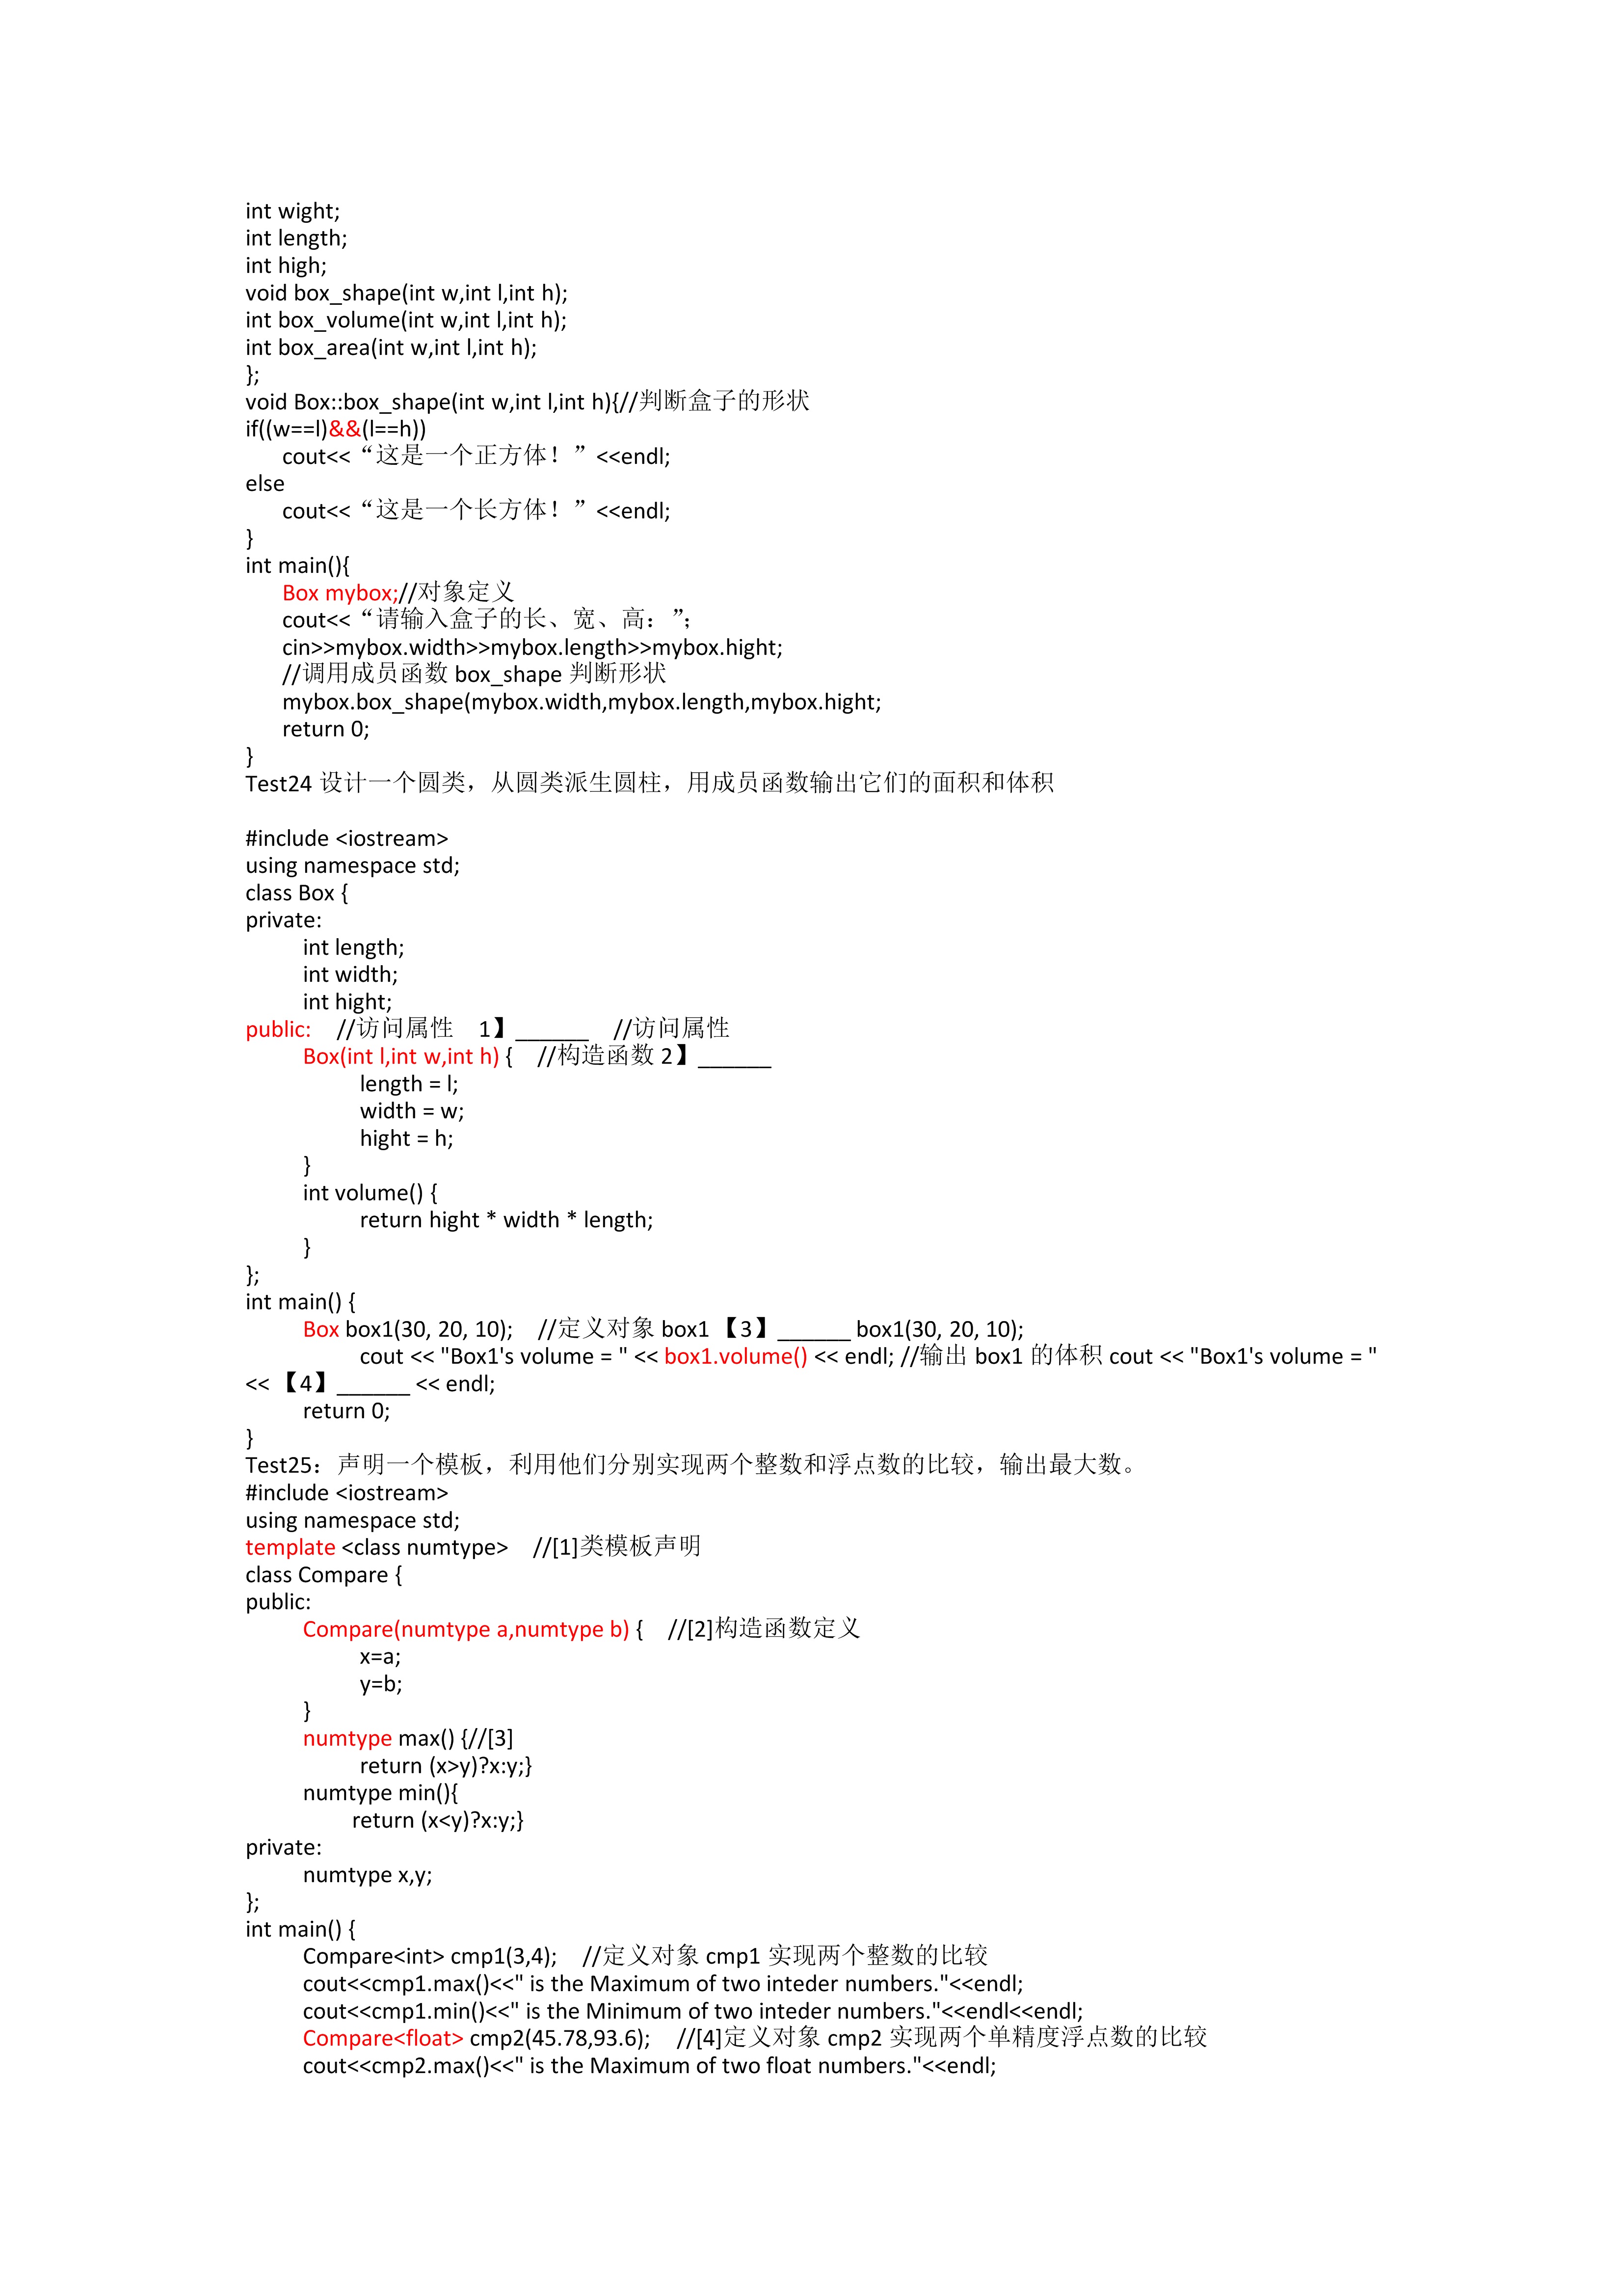 int wight;
int length;
int high;
void box_shape(int w,int l,int h);
int box_volume(int w,int l,int h);
int box_area(int w,int l,int h);
};
void Box::box_shape(int w,int l,int h){//判断盒子的形状
if((w==l)&&(l==h))
cout<<“这是一个正方体！”<<endl;
else
cout<<“这是一个长方体！”<<endl;
}
int main(){
Box mybox;//对象定义
cout<<“请输入盒子的长、宽、高：”;
cin>>mybox.width>>mybox.length>>mybox.hight;
//调用成员函数 box_shape 判断形状
mybox.box_shape(mybox.width,mybox.length,mybox.hight;
return 0;
}
Test24 设计一个圆类，从圆类派生圆柱，用成员函数输出它们的面积和体积
#include <iostream>
using namespace std;
class Box {
private:
int length;
int width;
int hight;
public: //访问属性 1】______ //访问属性
Box(int l,int w,int h) { //构造函数 2】______
length = l;
width = w;
hight = h;
}
int volume() {
return hight * width * length;
}
};
int main() {
Box box1(30, 20, 10); //定义对象 box1 【3】______ box1(30, 20, 10);
cout << "Box1's volume = " << box1.volume() << endl; //输出 box1 的体积 cout << "Box1's volume = "
<< 【4】______ << endl;
return 0;
}
Test25：声明一个模板，利用他们分别实现两个整数和浮点数的比较，输出最大数。
#include <iostream>
using namespace std;
template <class numtype> //[1]类模板声明
class Compare {
public:
Compare(numtype a,numtype b) { //[2]构造函数定义
x=a;
y=b;
}
numtype max() {//[3]
return (x>y)?x:y;}
numtype min(){
return (x<y)?x:y;}
private:
numtype x,y;
};
int main() {
Compare<int> cmp1(3,4); //定义对象 cmp1 实现两个整数的比较
cout<<cmp1.max()<<" is the Maximum of two inteder numbers."<<endl;
cout<<cmp1.min()<<" is the Minimum of two inteder numbers."<<endl<<endl;
Compare<float> cmp2(45.78,93.6); //[4]定义对象 cmp2 实现两个单精度浮点数的比较
cout<<cmp2.max()<<" is the Maximum of two float numbers."<<endl;